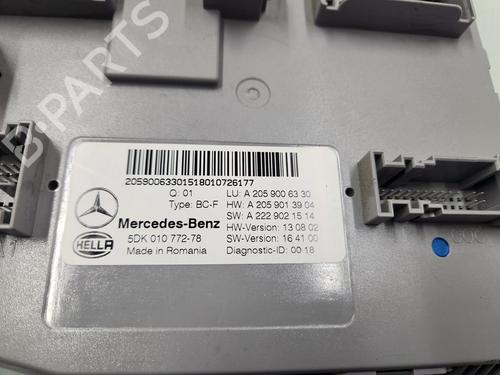 B-PARTS
20590063301518010726177
Q: 01 LU: A 205 900 63 30
Type: BC-F HW: A 205 901 39 04
SW: A 222 902 15 14
Mercedes-Benz HW-Version: 13 08 02
HELLA 5DK 010 772-78 SW-Version: 16 41 00
Made in Romania Diagnostic-ID: 00 18